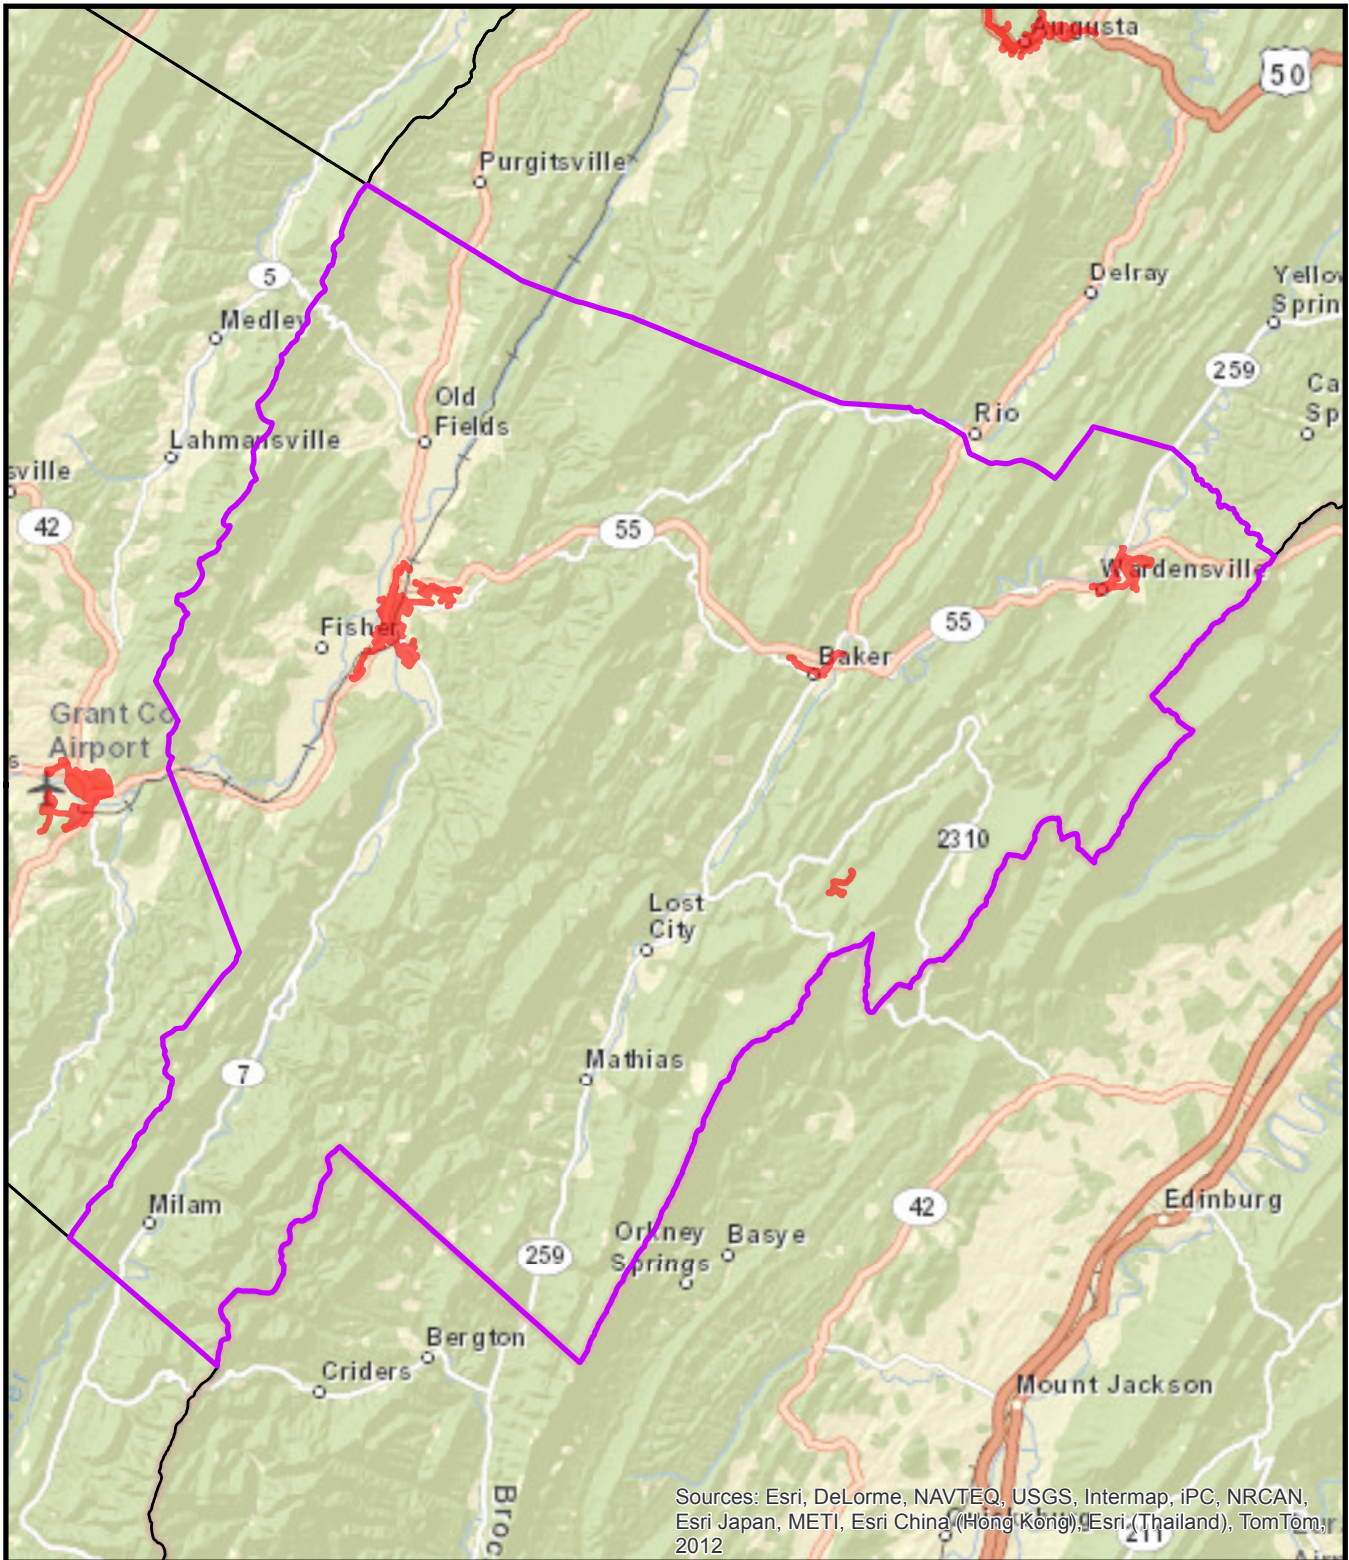 Augusta
50
Purgitsville
5
Delray
Yellow
Sprin
Medley
259
Ca
Sp
Old
Fields
Rio
Lahmansville
sville
42
55
Wardensville
Fisher
55
Baker
Grant Co
Airport
s
2310
Lost
City
Mathias
7
Milam
42
Edinburg
Orkney
Springs
Basye
259
Bergton
Criders
Mount Jackson
Broc
Sources: Esri, DeLorme, NAVTEQ, USGS, Intermap, iPC, NRCAN,
Esri Japan, METI, Esri China (Hong Kong), Esri (Thailand), TomTom,
2012
211